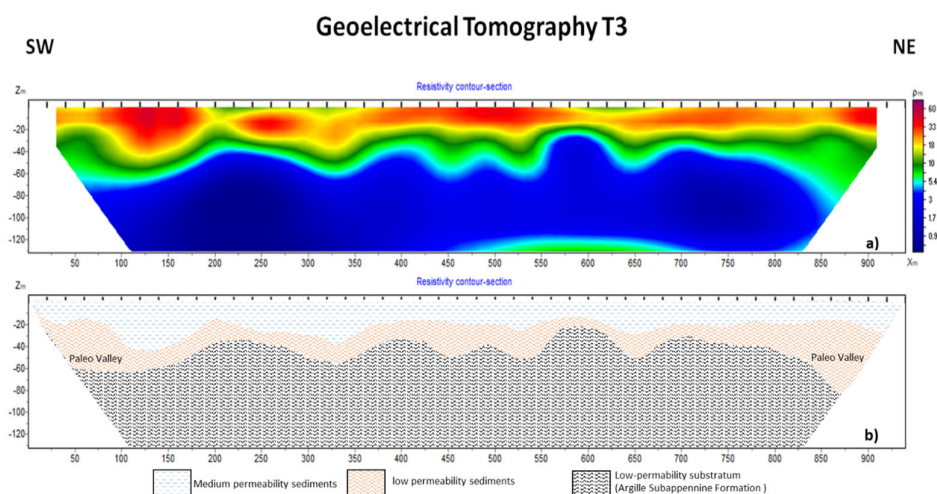 Geoelectrical Tomography T3
SW
NE
Resistivity contour-section
Zm
ρm
-20
-40
-60
-80
-100
-120
60
33
18
10
5.4
3
1.7
0.9
a)
50 100 150 200 250 300 350 400 450 500 550 600 650 700 750 800 850 900 Xm
Resistivity contour-section
Zm
-20
-40
-60
-80
-100
-120
Paleo Valley
Paleo Valley
b)
50 100 150 200 250 300 350 400 450 500 550 600 650 700 750 800 850 900
Medium permeability sediments
low permeability sediments
Low-permability substratum
(Argille Subappennine Formation )